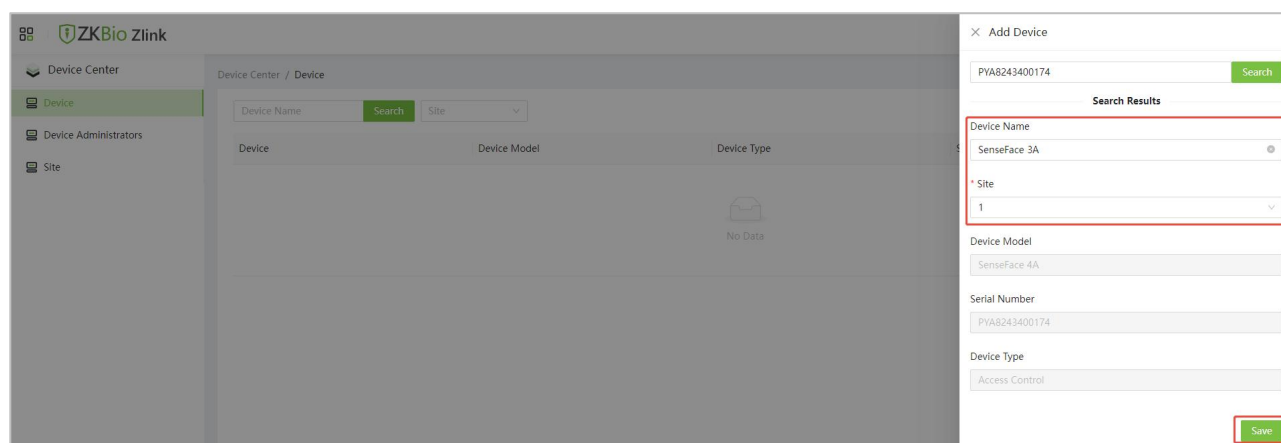 ZKBio Zlink
Device Center
Device
Device Administrators
Site
Device Center / Device
Device Name Search Site
Device Device Model Device Type S
No Data
Add Device
PYA8243400174 Search
Search Results
Device Name
SenseFace 3A
* Site
1
Device Model
SenseFace 4A
Serial Number
PYA8243400174
Device Type
Access Control
Save